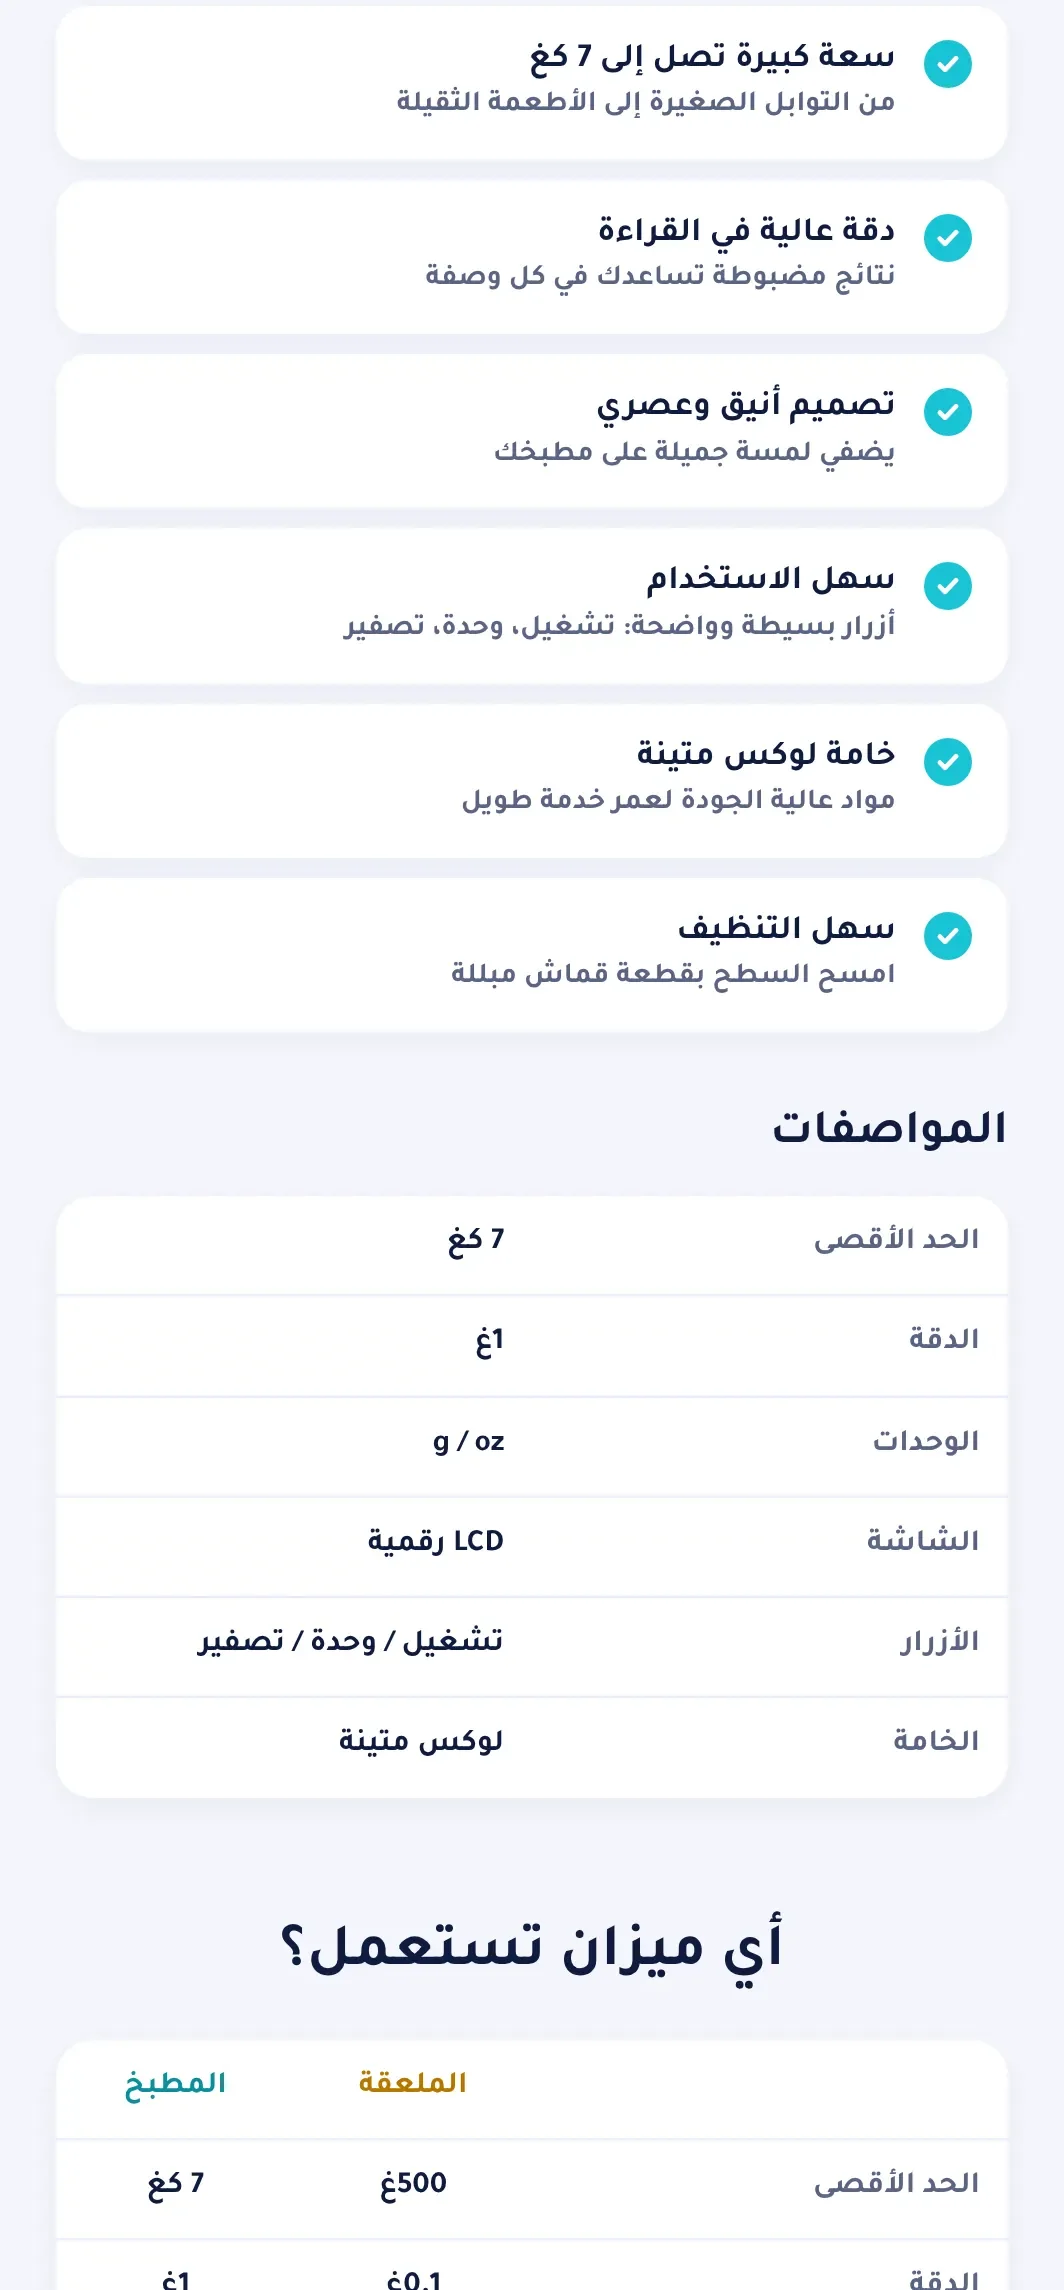 سعة كبيرة تصل إلى 7 كغ
من التوابل الصغيرة إلى الأطعمة الثقيلة
دقة عالية في القراءة
نتائج مضبوطة تساعدك في كل وصفة
تصميم أنيق وعصري
يضفي لمسة جميلة على مطبخك
سهل الاستخدام
أزرار بسيطة وواضحة: تشغيل، وحدة، تصفير
خامة لوكس متينة
مواد عالية الجودة لعمر خدمة طويل
سهل التنظيف
امسح السطح بقطعة قماش مبللة
المواصفات
الحد الأقصى 7 كغ
الدقة 1غ
الوحدات g / oz
الشاشة LCD رقمية
الأزرار تشغيل / وحدة / تصفير
الخامة لوكس متينة
أي ميزان تستعمل؟
الملعقة المطبخ
الحد الأقصى 500غ 7 كغ
الدقة 0.1غ 1غ